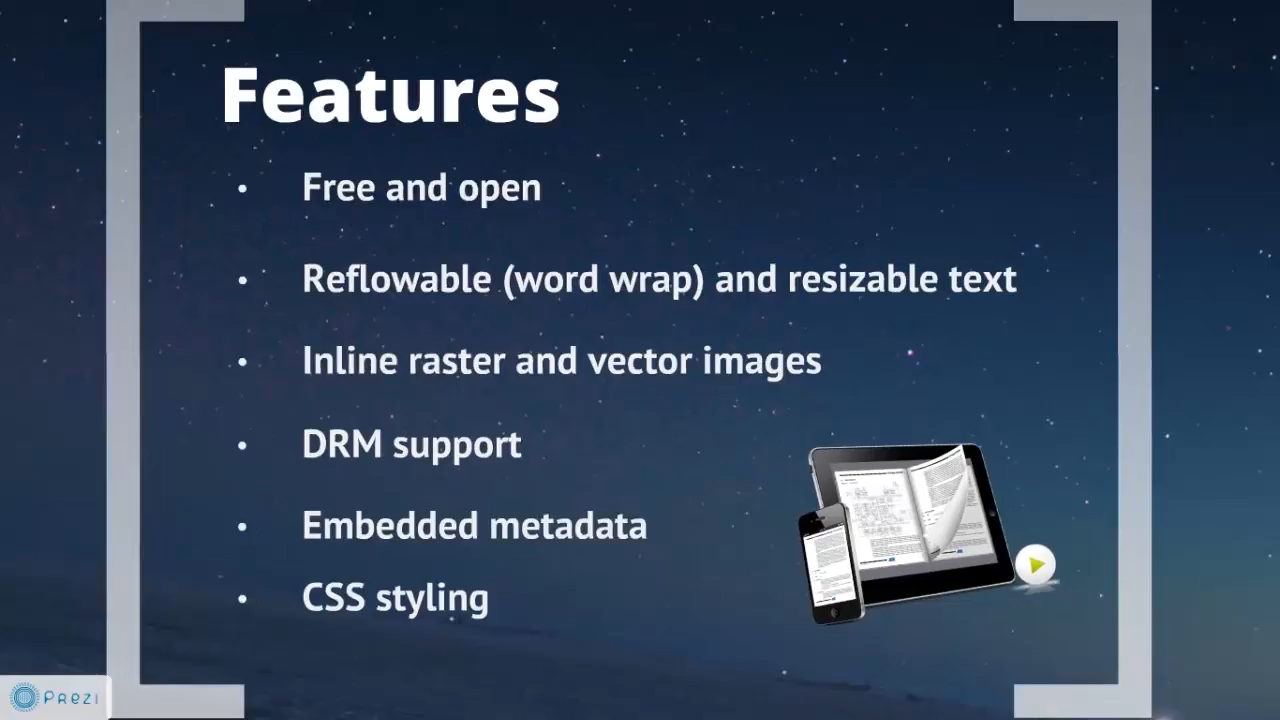 Features
• Free and open
• Reflowable (word wrap) and resizable text
• Inline raster and vector images
• DRM support
• Embedded metadata
• CSS styling
Prezi